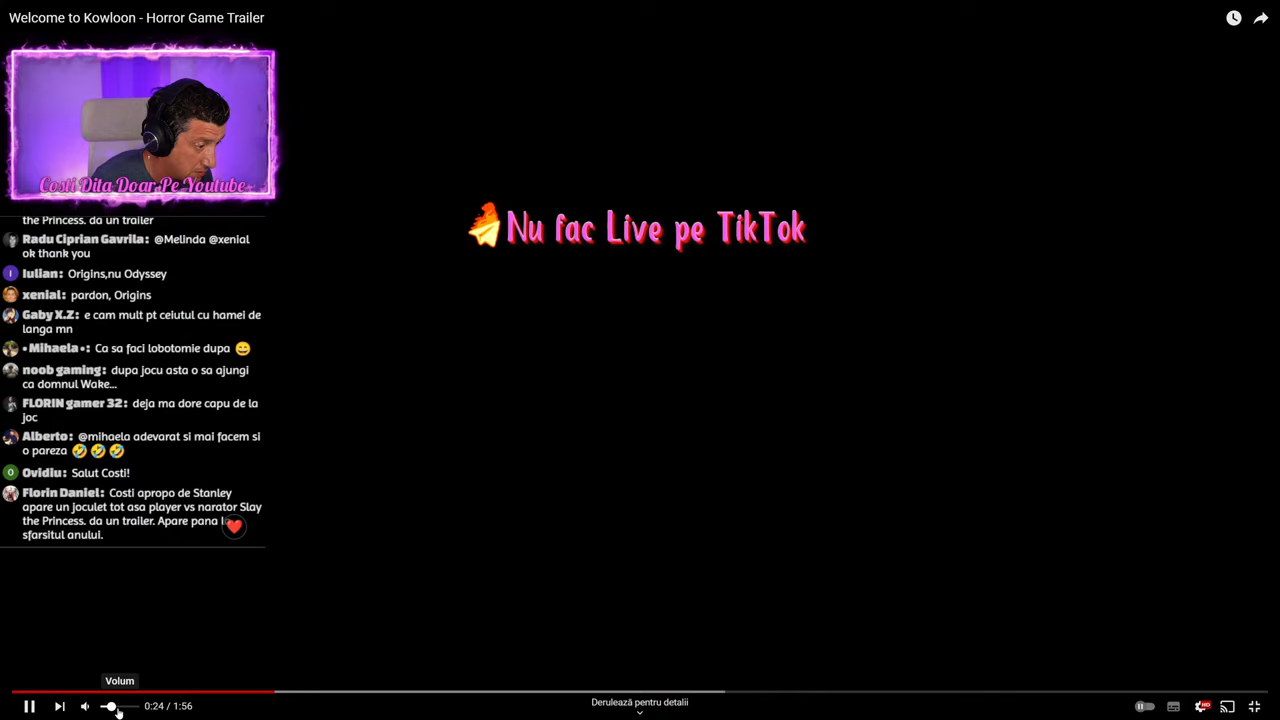 Welcome to Kowloon - Horror Game Trailer
Costi Dita Doar Pe Youtube
Nu fac Live pe TikTok
the Princess. da un trailer
Radu Ciprian Gavrila: @Melinda @xenial
ok thank you
I
Iulian: Origins,nu Odyssey
xenial: pardon, Origins
Gaby X.Z: e cam mult pt ceiutul cu hamei de
langa mn
•Mihaela•: Ca sa faci lobotomie dupa 😄
noob gaming: dupa jocu asta o sa ajungi
ca domnul Wake...
FLORIN gamer 32: deja ma dore capu de la
joc
Alberto: @mihaela adevarat si mai facem si
o pareza 🤣 🤣 🤣
O
Ovidiu: Salut Costi!
Florin Daniel: Costi apropo de Stanley
apare un joculet tot asa player vs narator Slay
the Princess. da un trailer. Apare pana
sfarsitul anului.
Volum
0:24 / 1:56
Derulează pentru detalii
HD